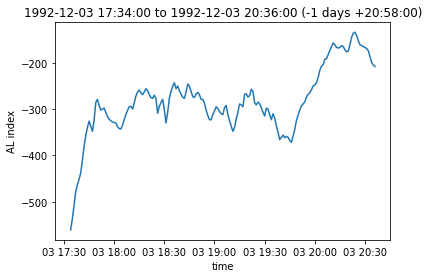 1992-12-03 17:34:00 to 1992-12-03 20:36:00 (-1 days +20:58:00)
−200
−300
−400
−500
AL index
03 17:30 03 18:00 03 18:30 03 19:00 03 19:30 03 20:00 03 20:30
time